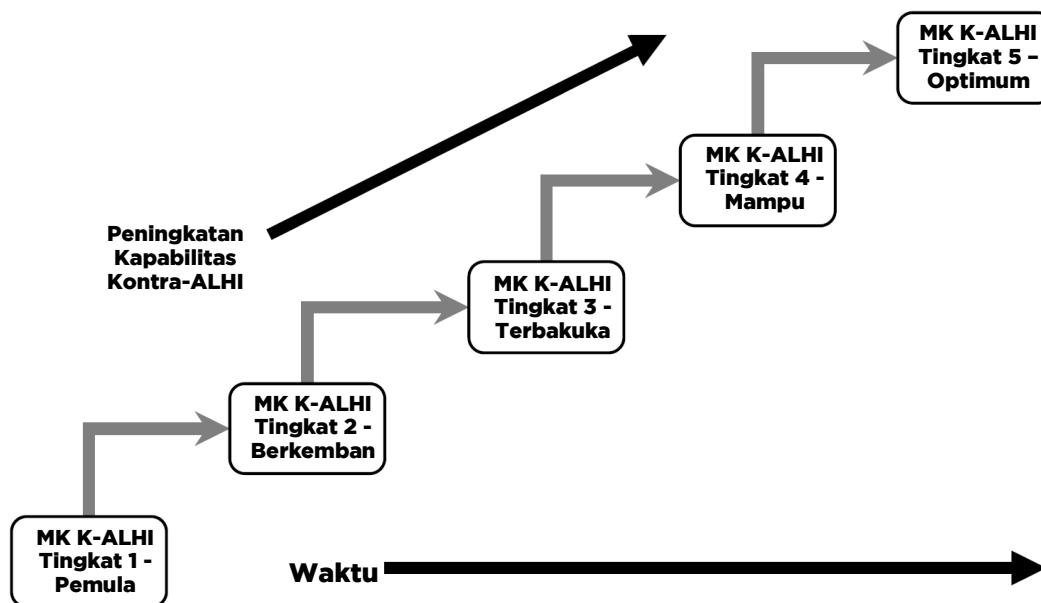 MK K-ALHI
Tingkat 5 –
Optimum
MK K-ALHI
Tingkat 4 -
Mampu
Peningkatan
Kapabilitas
Kontra-ALHI
MK K-ALHI
Tingkat 3 -
Terbakuka
MK K-ALHI
Tingkat 2 -
Berkemban
MK K-ALHI
Tingkat 1 -
Pemula
Waktu